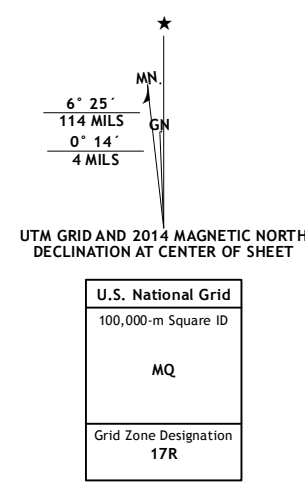 ★
MN
6° 25´
114 MILS
GN
0° 14´
4 MILS
UTM GRID AND 2014 MAGNETIC NORTH
DECLINATION AT CENTER OF SHEET
U.S. National Grid
100,000-m Square ID
MQ
Grid Zone Designation
17R